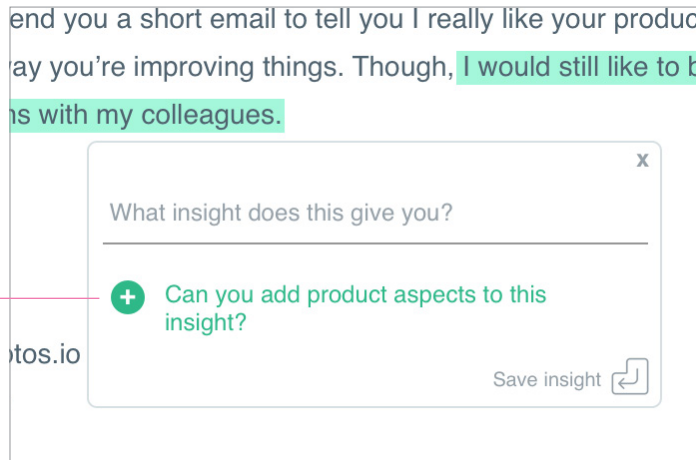 end you a short email to tell you I really like your produc
ay you're improving things. Though, I would still like to b
ns with my colleagues.
x
What insight does this give you?
Can you add product aspects to this
insight?
otos.io
Save insight